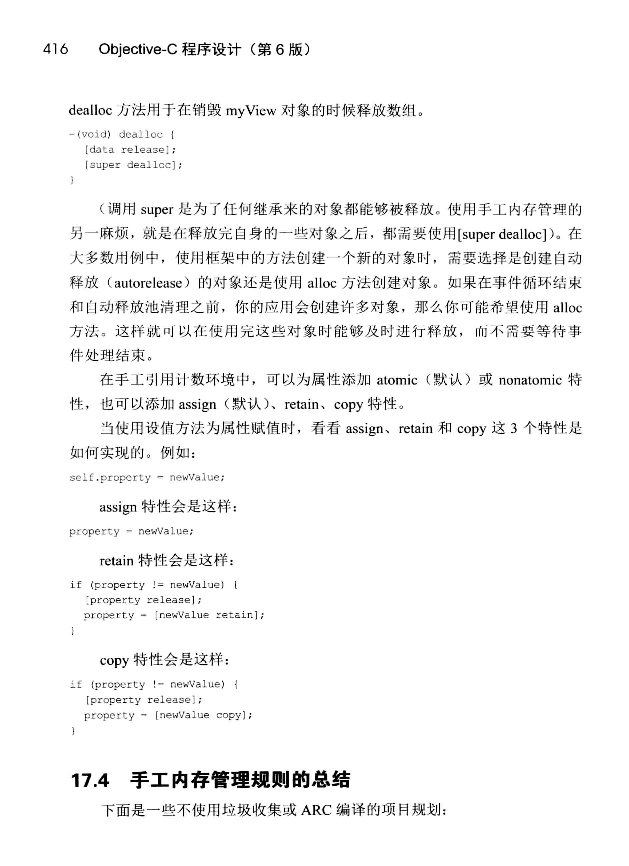 416 Objective-C 程序设计（第 6 版）
dealloc 方法用于在销毁 myView 对象的时候释放数组。
-(void) dealloc {
[data release];
[super dealloc];
}
（调用 super 是为了任何继承来的对象都能够被释放。使用手工内存管理的
另一麻烦，就是在释放完自身的一些对象之后，都需要使用[super dealloc]）。在
大多数用例中，使用框架中的方法创建一个新的对象时，需要选择是创建自动
释放（autorelease）的对象还是使用 alloc 方法创建对象。如果在事件循环结束
和自动释放池清理之前，你的应用会创建许多对象，那么你可能希望使用 alloc
方法。这样就可以在使用完这些对象时能够及时进行释放，而不需要等待事
件处理结束。
在手工引用计数环境中，可以为属性添加 atomic（默认）或 nonatomic 特
性，也可以添加 assign（默认）、retain、copy 特性。
当使用设值方法为属性赋值时，看看 assign、retain 和 copy 这 3 个特性是
如何实现的。例如：
self.property = newValue;
assign 特性会是这样：
property = newValue;
retain 特性会是这样：
if (property != newValue) {
[property release];
property = [newValue retain];
}
copy 特性会是这样：
if (property != newValue) {
[property release];
property = [newValue copy];
}
17.4 手工内存管理规则的总结
下面是一些不使用垃圾收集或 ARC 编译的项目规划：